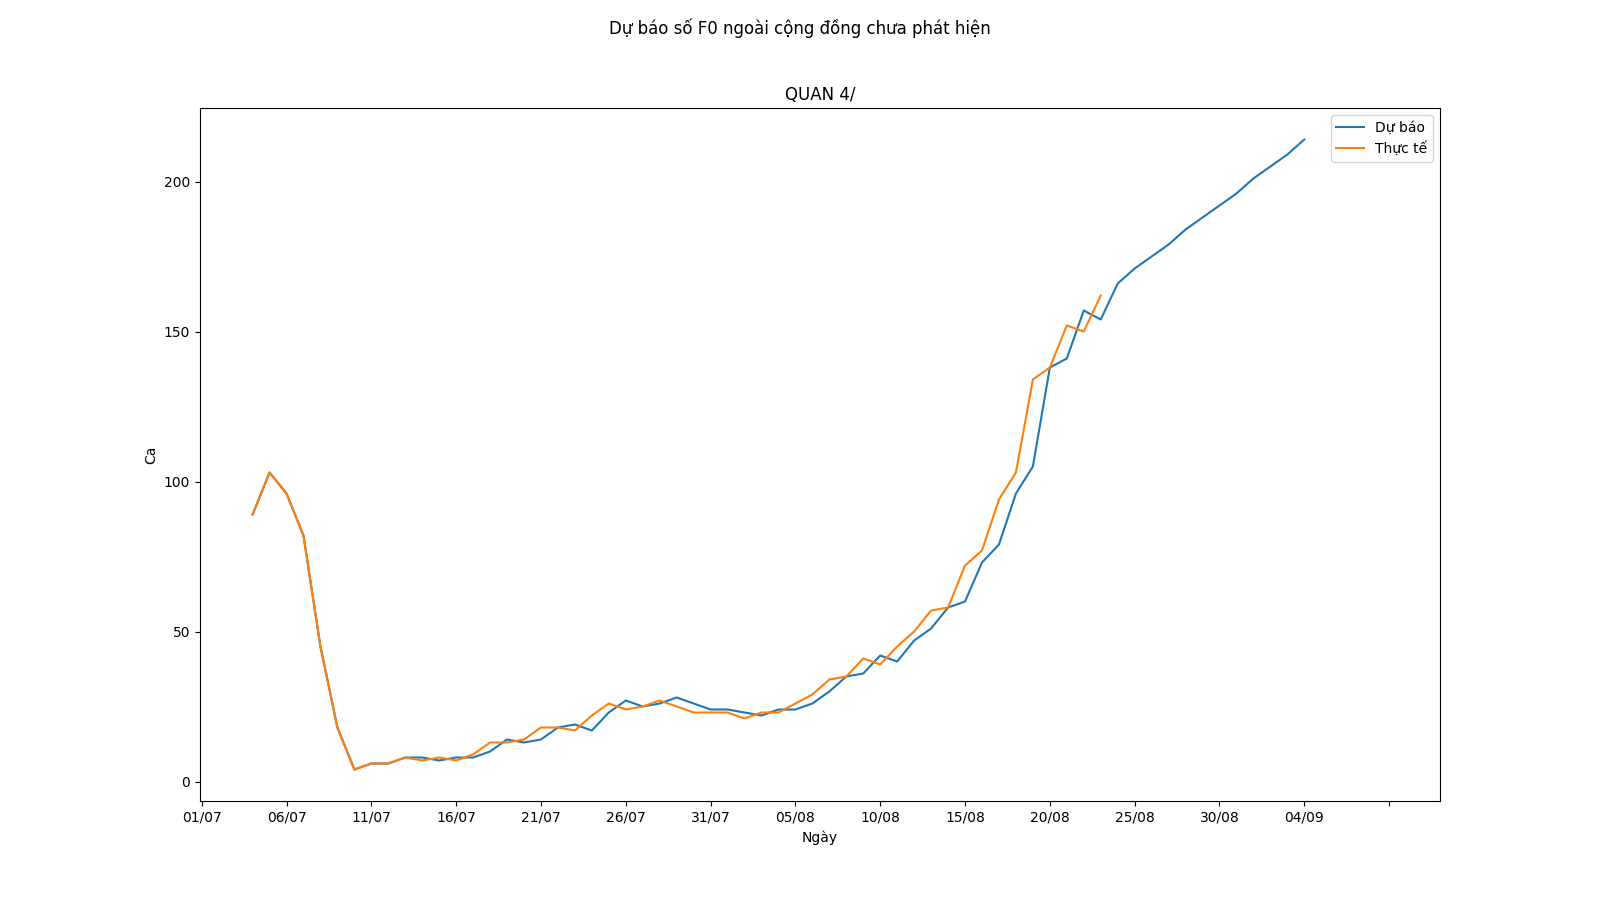 Dự báo số F0 ngoài cộng đồng chưa phát hiện
QUAN 4/
Dự báo
Thực tế
200
150
100
50
0
Ca
01/07 06/07 11/07 16/07 21/07 26/07 31/07 05/08 10/08 15/08 20/08 25/08 30/08 04/09
Ngày